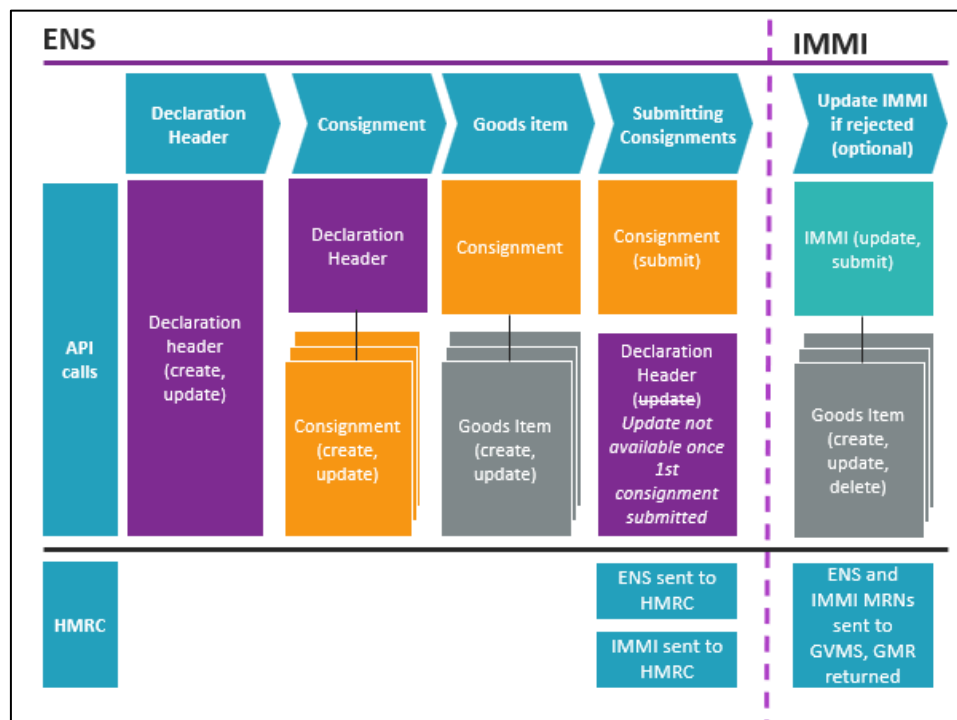 ENS
IMMI
Declaration
Header
Consignment
Goods item
Submitting
Consignments
Update IMMI
if rejected
(optional)
API
calls
Declaration
header
(create,
update)
Declaration
Header
Consignment
(create,
update)
Consignment
Goods Item
(create,
update)
Consignment
(submit)
Declaration
Header
(update)
Update not
available once
1st
consignment
submitted
IMMI (update,
submit)
Goods Item
(create,
update,
delete)
HMRC
ENS sent to
HMRC
IMMI sent to
HMRC
ENS and
IMMI MRNs
sent to
GVMS, GMR
returned